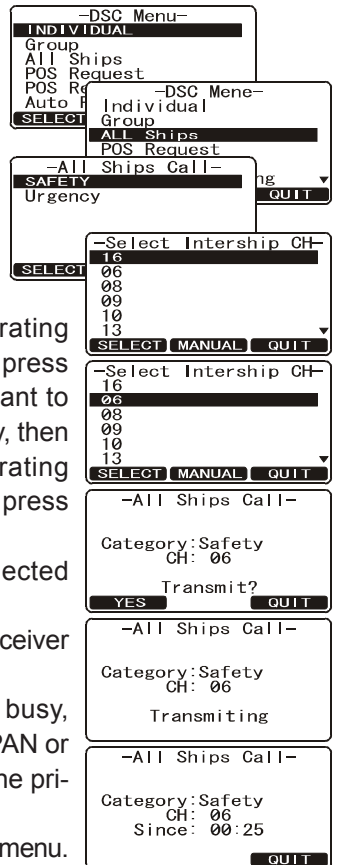 -DSC Menu-
INDIVIDUAL
Group
All Ships
POS Request
POS Re
Auto
SELECT
-DSC Mene-
Individual
Group
ALL Ships
POS Request
ng
QUIT
-All Ships Call-
SAFETY
Urgency
SELECT
-Select Intership CH-
16
06
08
09
10
13
SELECT MANUAL QUIT
-Select Intership CH-
16
06
08
09
10
13
SELECT MANUAL QUIT
-All Ships Call-
Category:Safety
CH: 06
Transmit?
YES QUIT
-All Ships Call-
Category:Safety
CH: 06
Transmiting
-All Ships Call-
Category:Safety
CH: 06
Since: 00:25
QUIT
rating
press
ant to
y, then
rating
press
lected
ceiver
busy,
PAN or
ne pri-
menu.